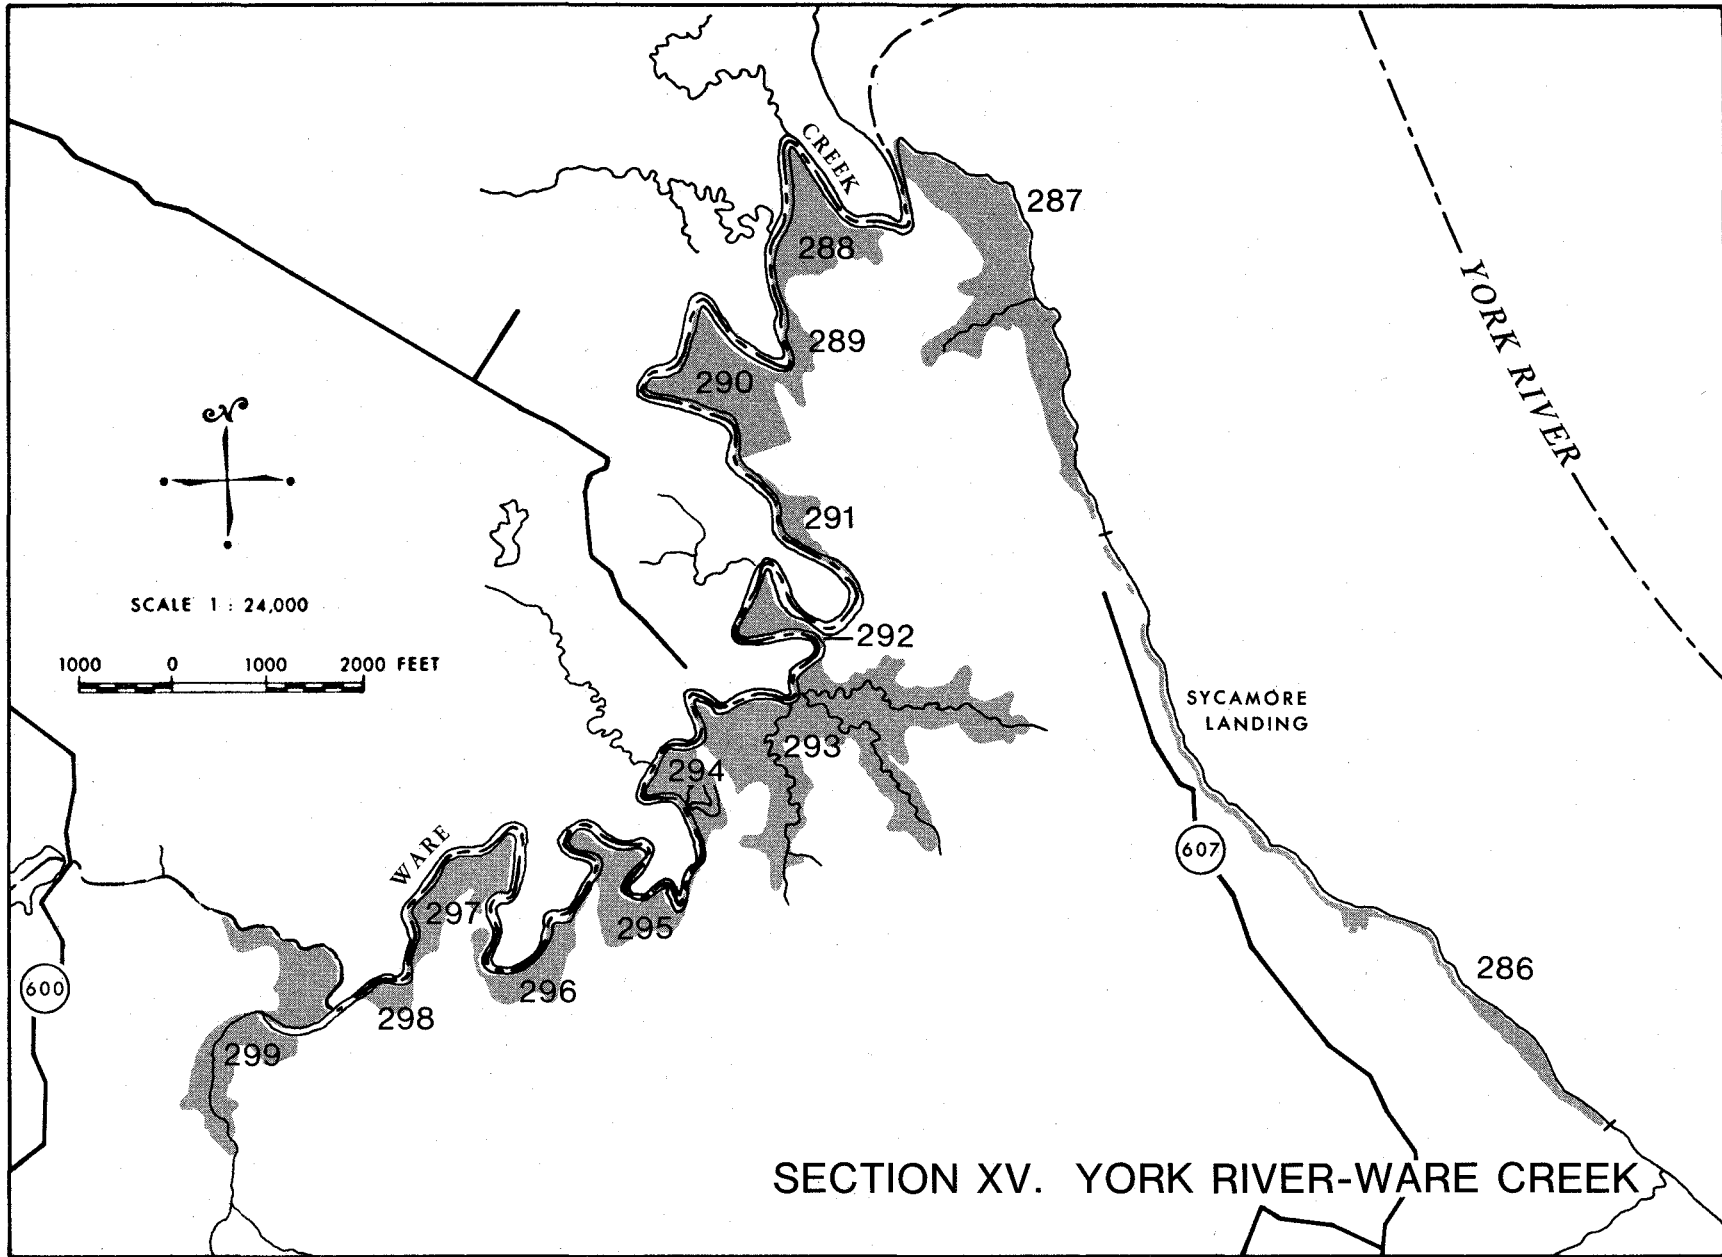 CREEK
287
288
289
290
YORK RIVER
N
291
SCALE 1 : 24,000
292
1000 0 1000 2000 FEET
SYCAMORE
LANDING
293
294
607
WARE
297
295
286
600
296
298
299
SECTION XV. YORK RIVER-WARE CREEK